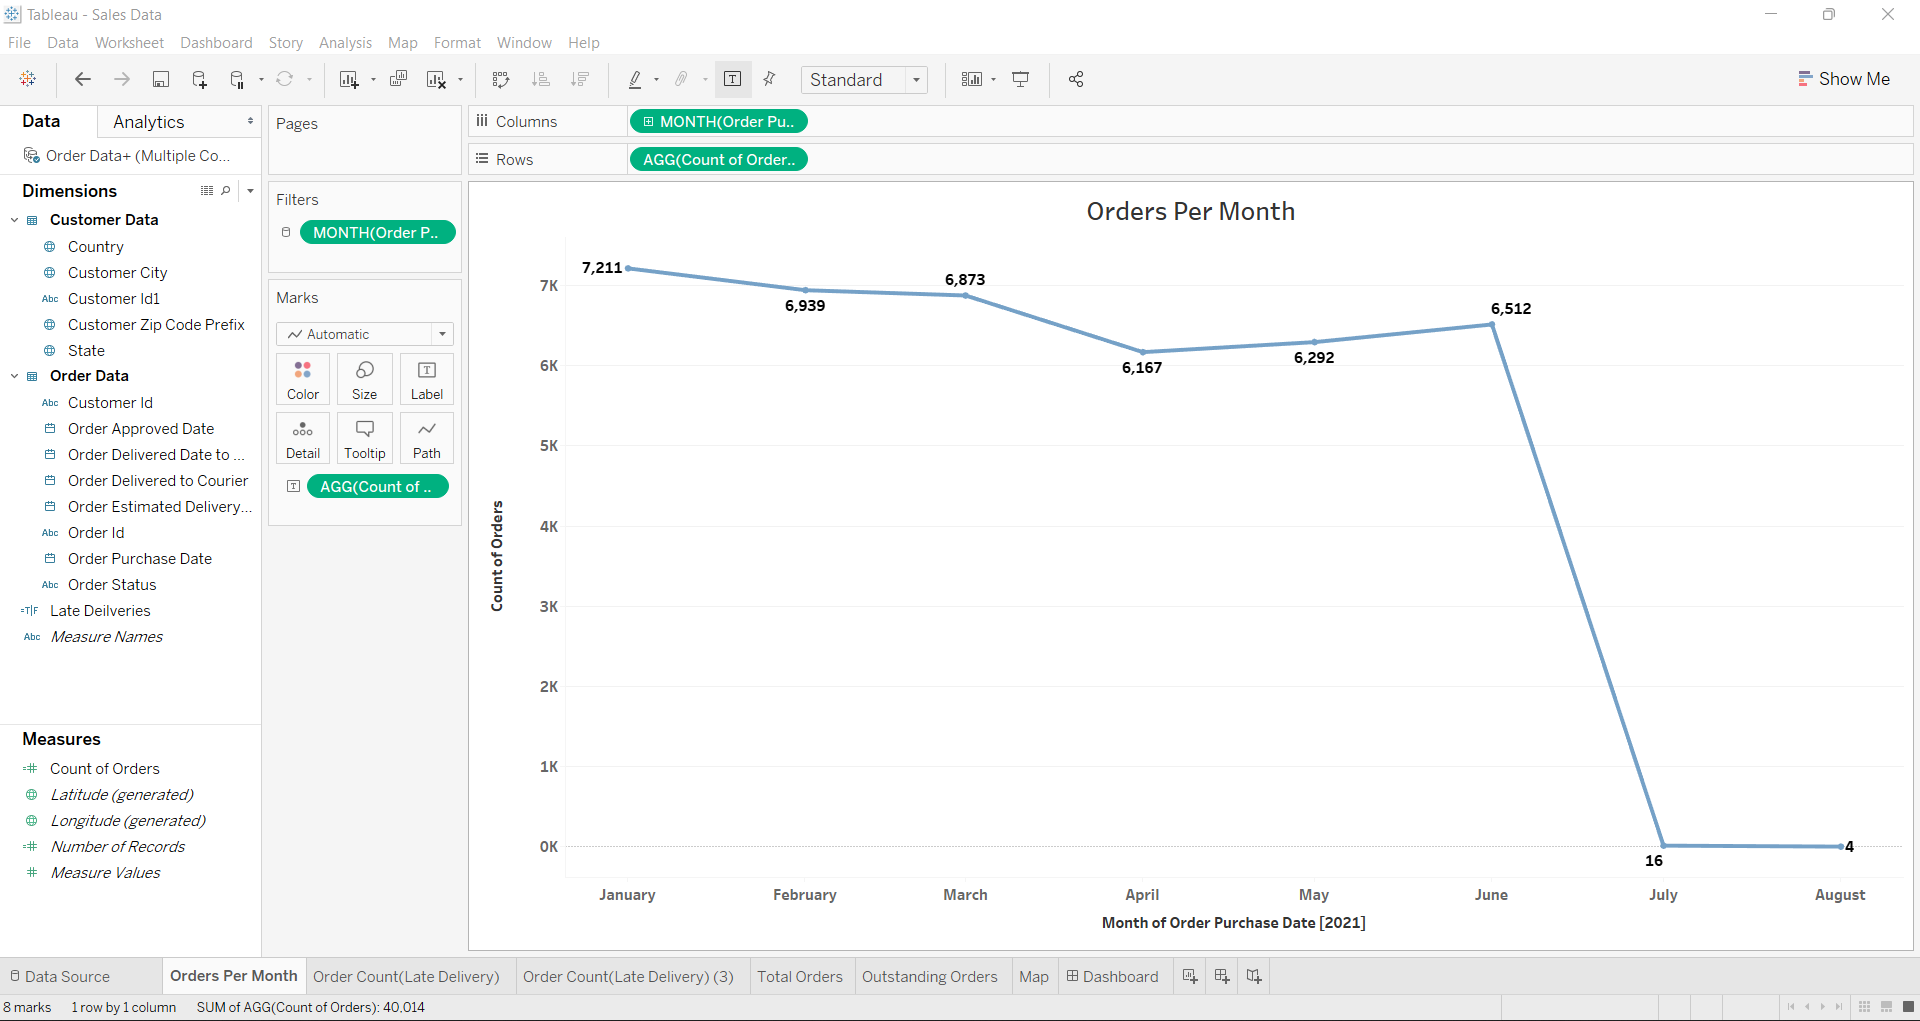 Tableau - Sales Data
File Data Worksheet Dashboard Story Analysis Map Format Window Help
Standard
Show Me
Data
Analytics
Order Data+ (Multiple Co...
Dimensions
Customer Data
Country
Customer City
Abc Customer Id1
Customer Zip Code Prefix
State
Order Data
Abc Customer Id
Order Approved Date
Order Delivered Date to ...
Order Delivered to Courier
Order Estimated Delivery...
Abc Order Id
Order Purchase Date
Abc Order Status
=T|F Late Deilveries
Abc Measure Names
Measures
=# Count of Orders
Latitude (generated)
Longitude (generated)
=# Number of Records
# Measure Values
Pages
Filters
MONTH(Order P..
Marks
Automatic
Color Size Label
Detail Tooltip Path
AGG(Count of ..
Columns MONTH(Order Pu..
Rows AGG(Count of Order..
Orders Per Month
7,211
6,939
6,873
6,167
6,292
6,512
16
4
7K
6K
5K
4K
3K
2K
1K
0K
Count of Orders
January February March April May June July August
Month of Order Purchase Date [2021]
Data Source Orders Per Month Order Count(Late Delivery) Order Count(Late Delivery) (3) Total Orders Outstanding Orders Map Dashboard
8 marks 1 row by 1 column SUM of AGG(Count of Orders): 40,014